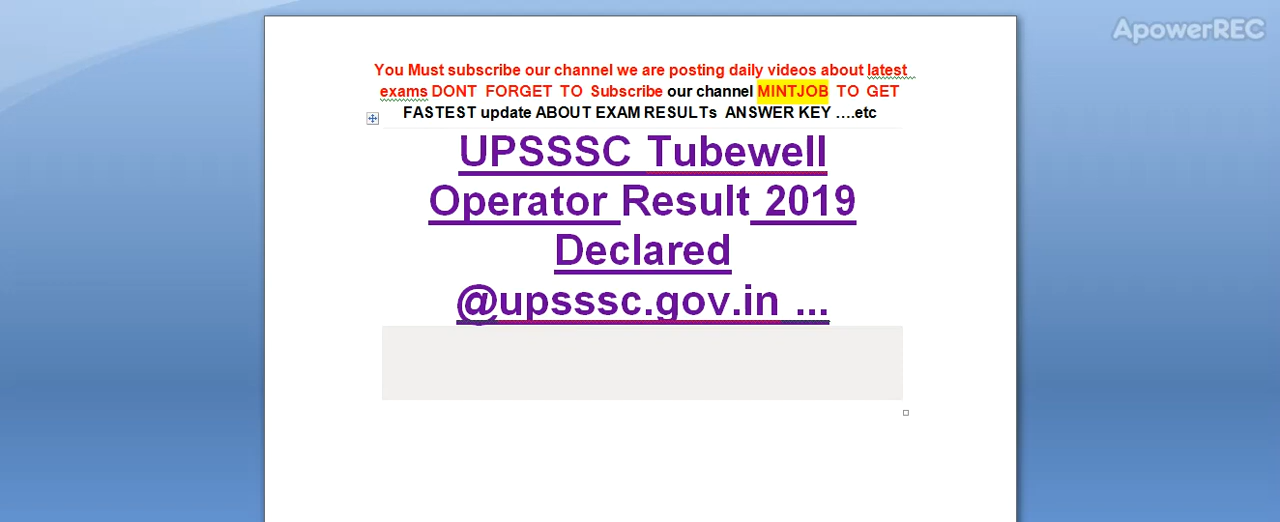 ApowerREC
You Must subscribe our channel we are posting daily videos about latest
exams DONT FORGET TO Subscribe our channel MINTJOB TO GET
FASTEST update ABOUT EXAM RESULTs ANSWER KEY ….etc
UPSSSC Tubewell
Operator Result 2019
Declared
@upsssc.gov.in ...